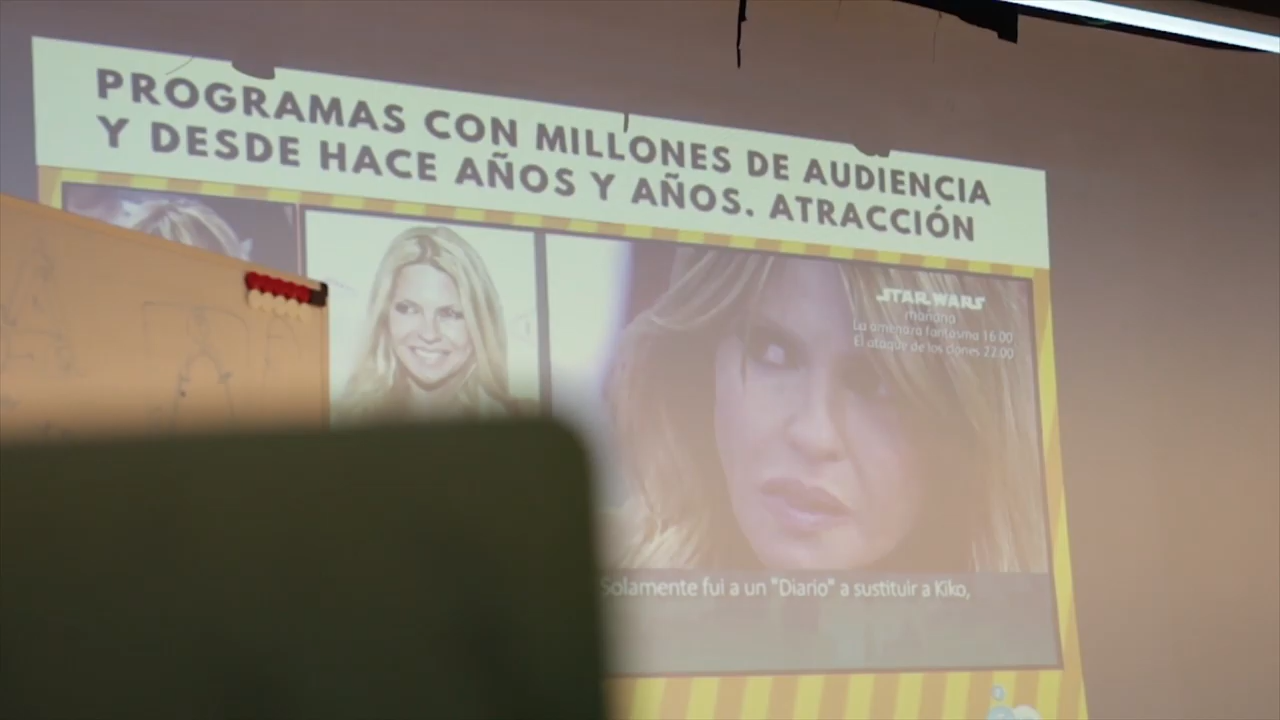 PROGRAMAS CON MILLONES DE AUDIENCIA
Y DESDE HACE AÑOS Y AÑOS. ATRACCIÓN
STAR WARS
mañana
La amenaza fantasma 16:00
El ataque de los clones 22:00
Solamente fui a un "Diario" a sustituir a Kiko,